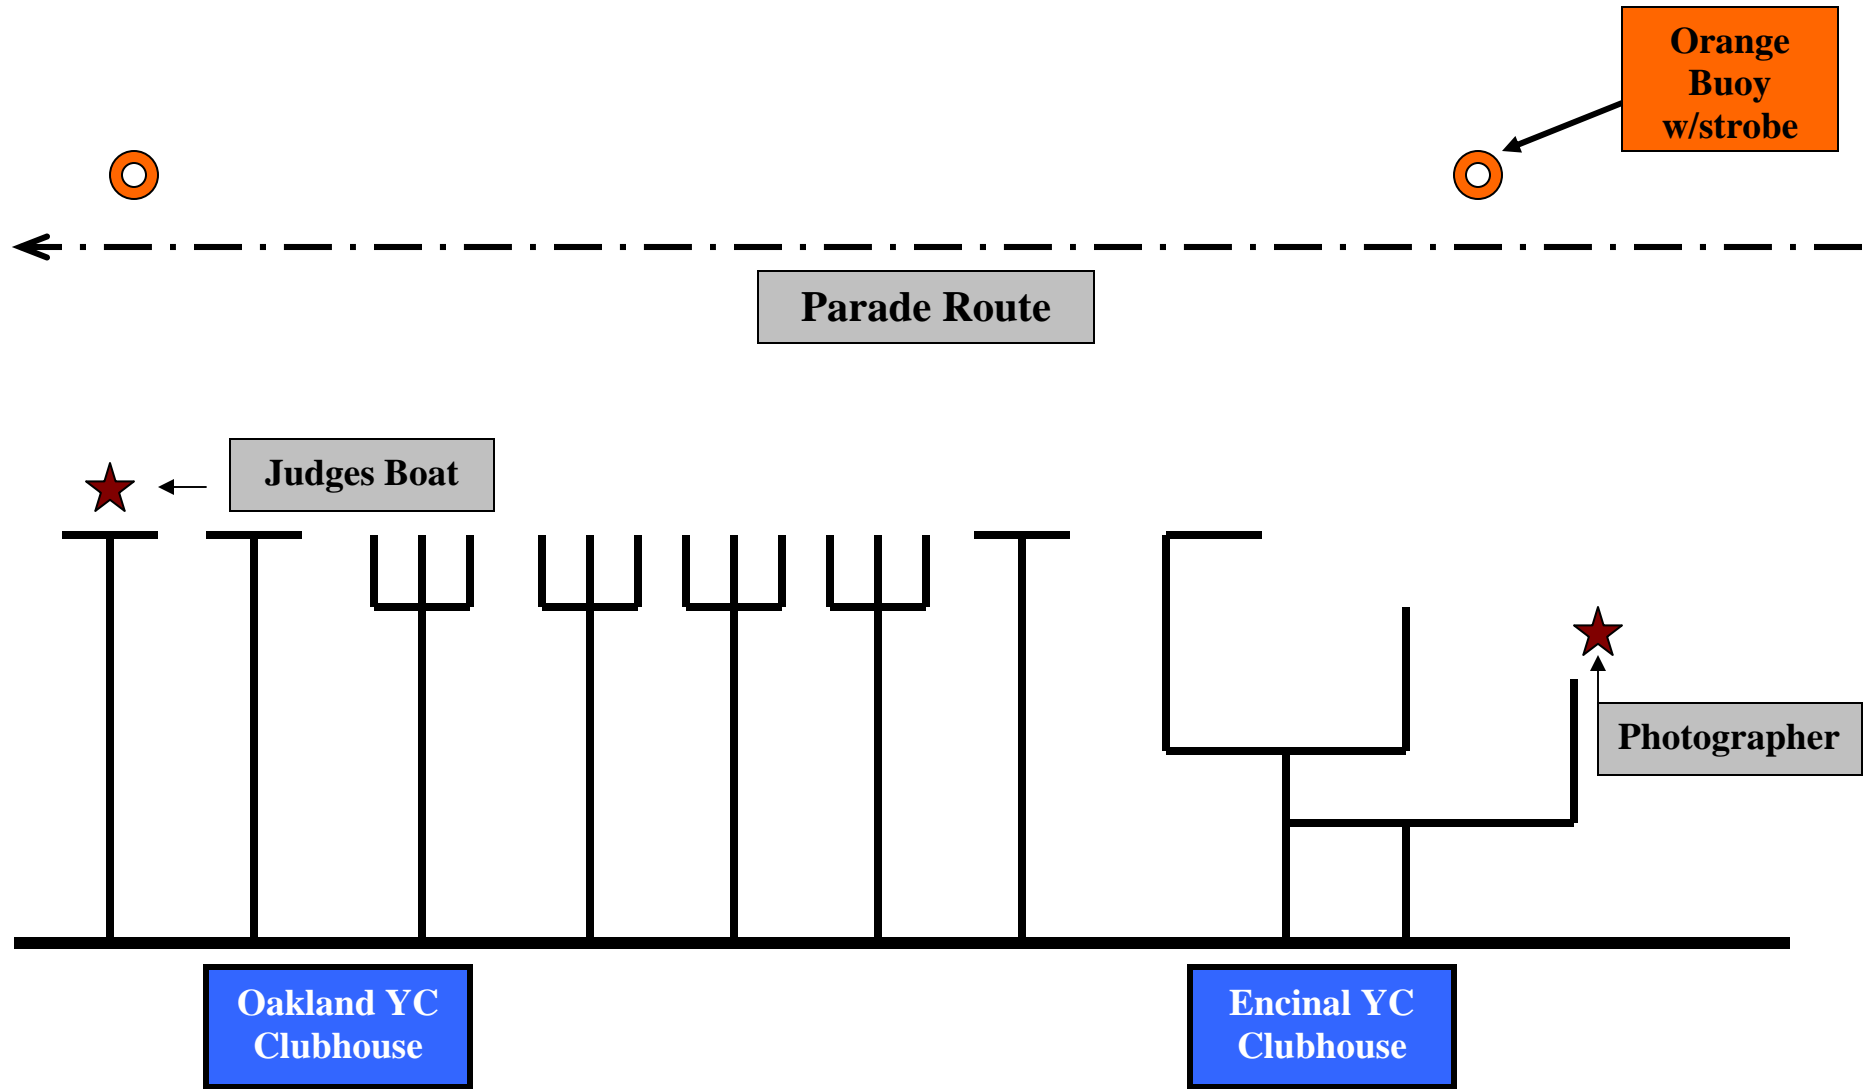 Orange
Buoy
w/strobe
Parade Route
Judges Boat
Photographer
Oakland YC
Clubhouse
Encinal YC
Clubhouse